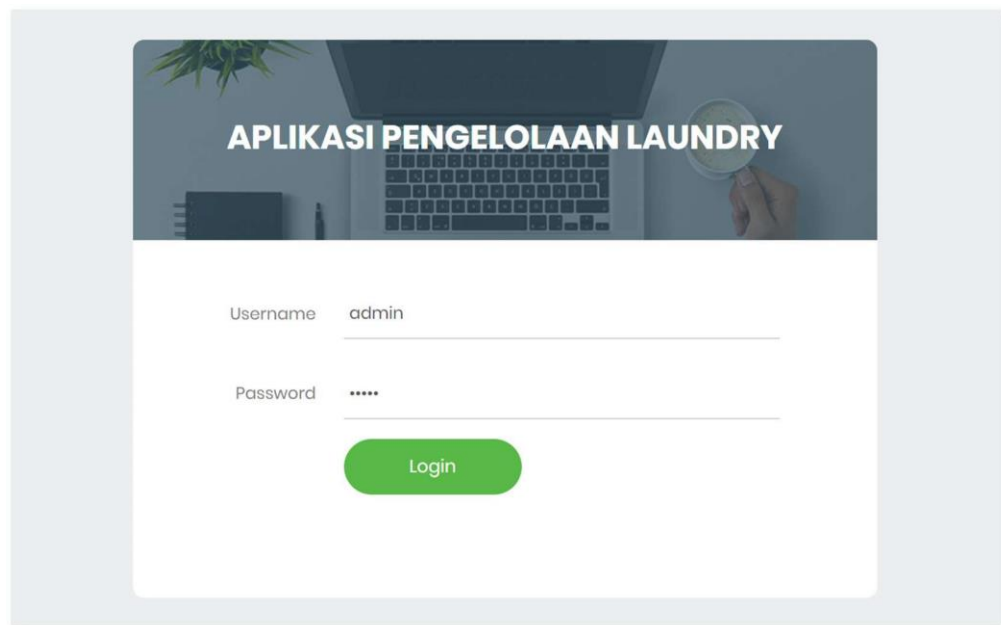 APLIKASI PENGELOLAAN LAUNDRY
Username admin
Password •••••
Login